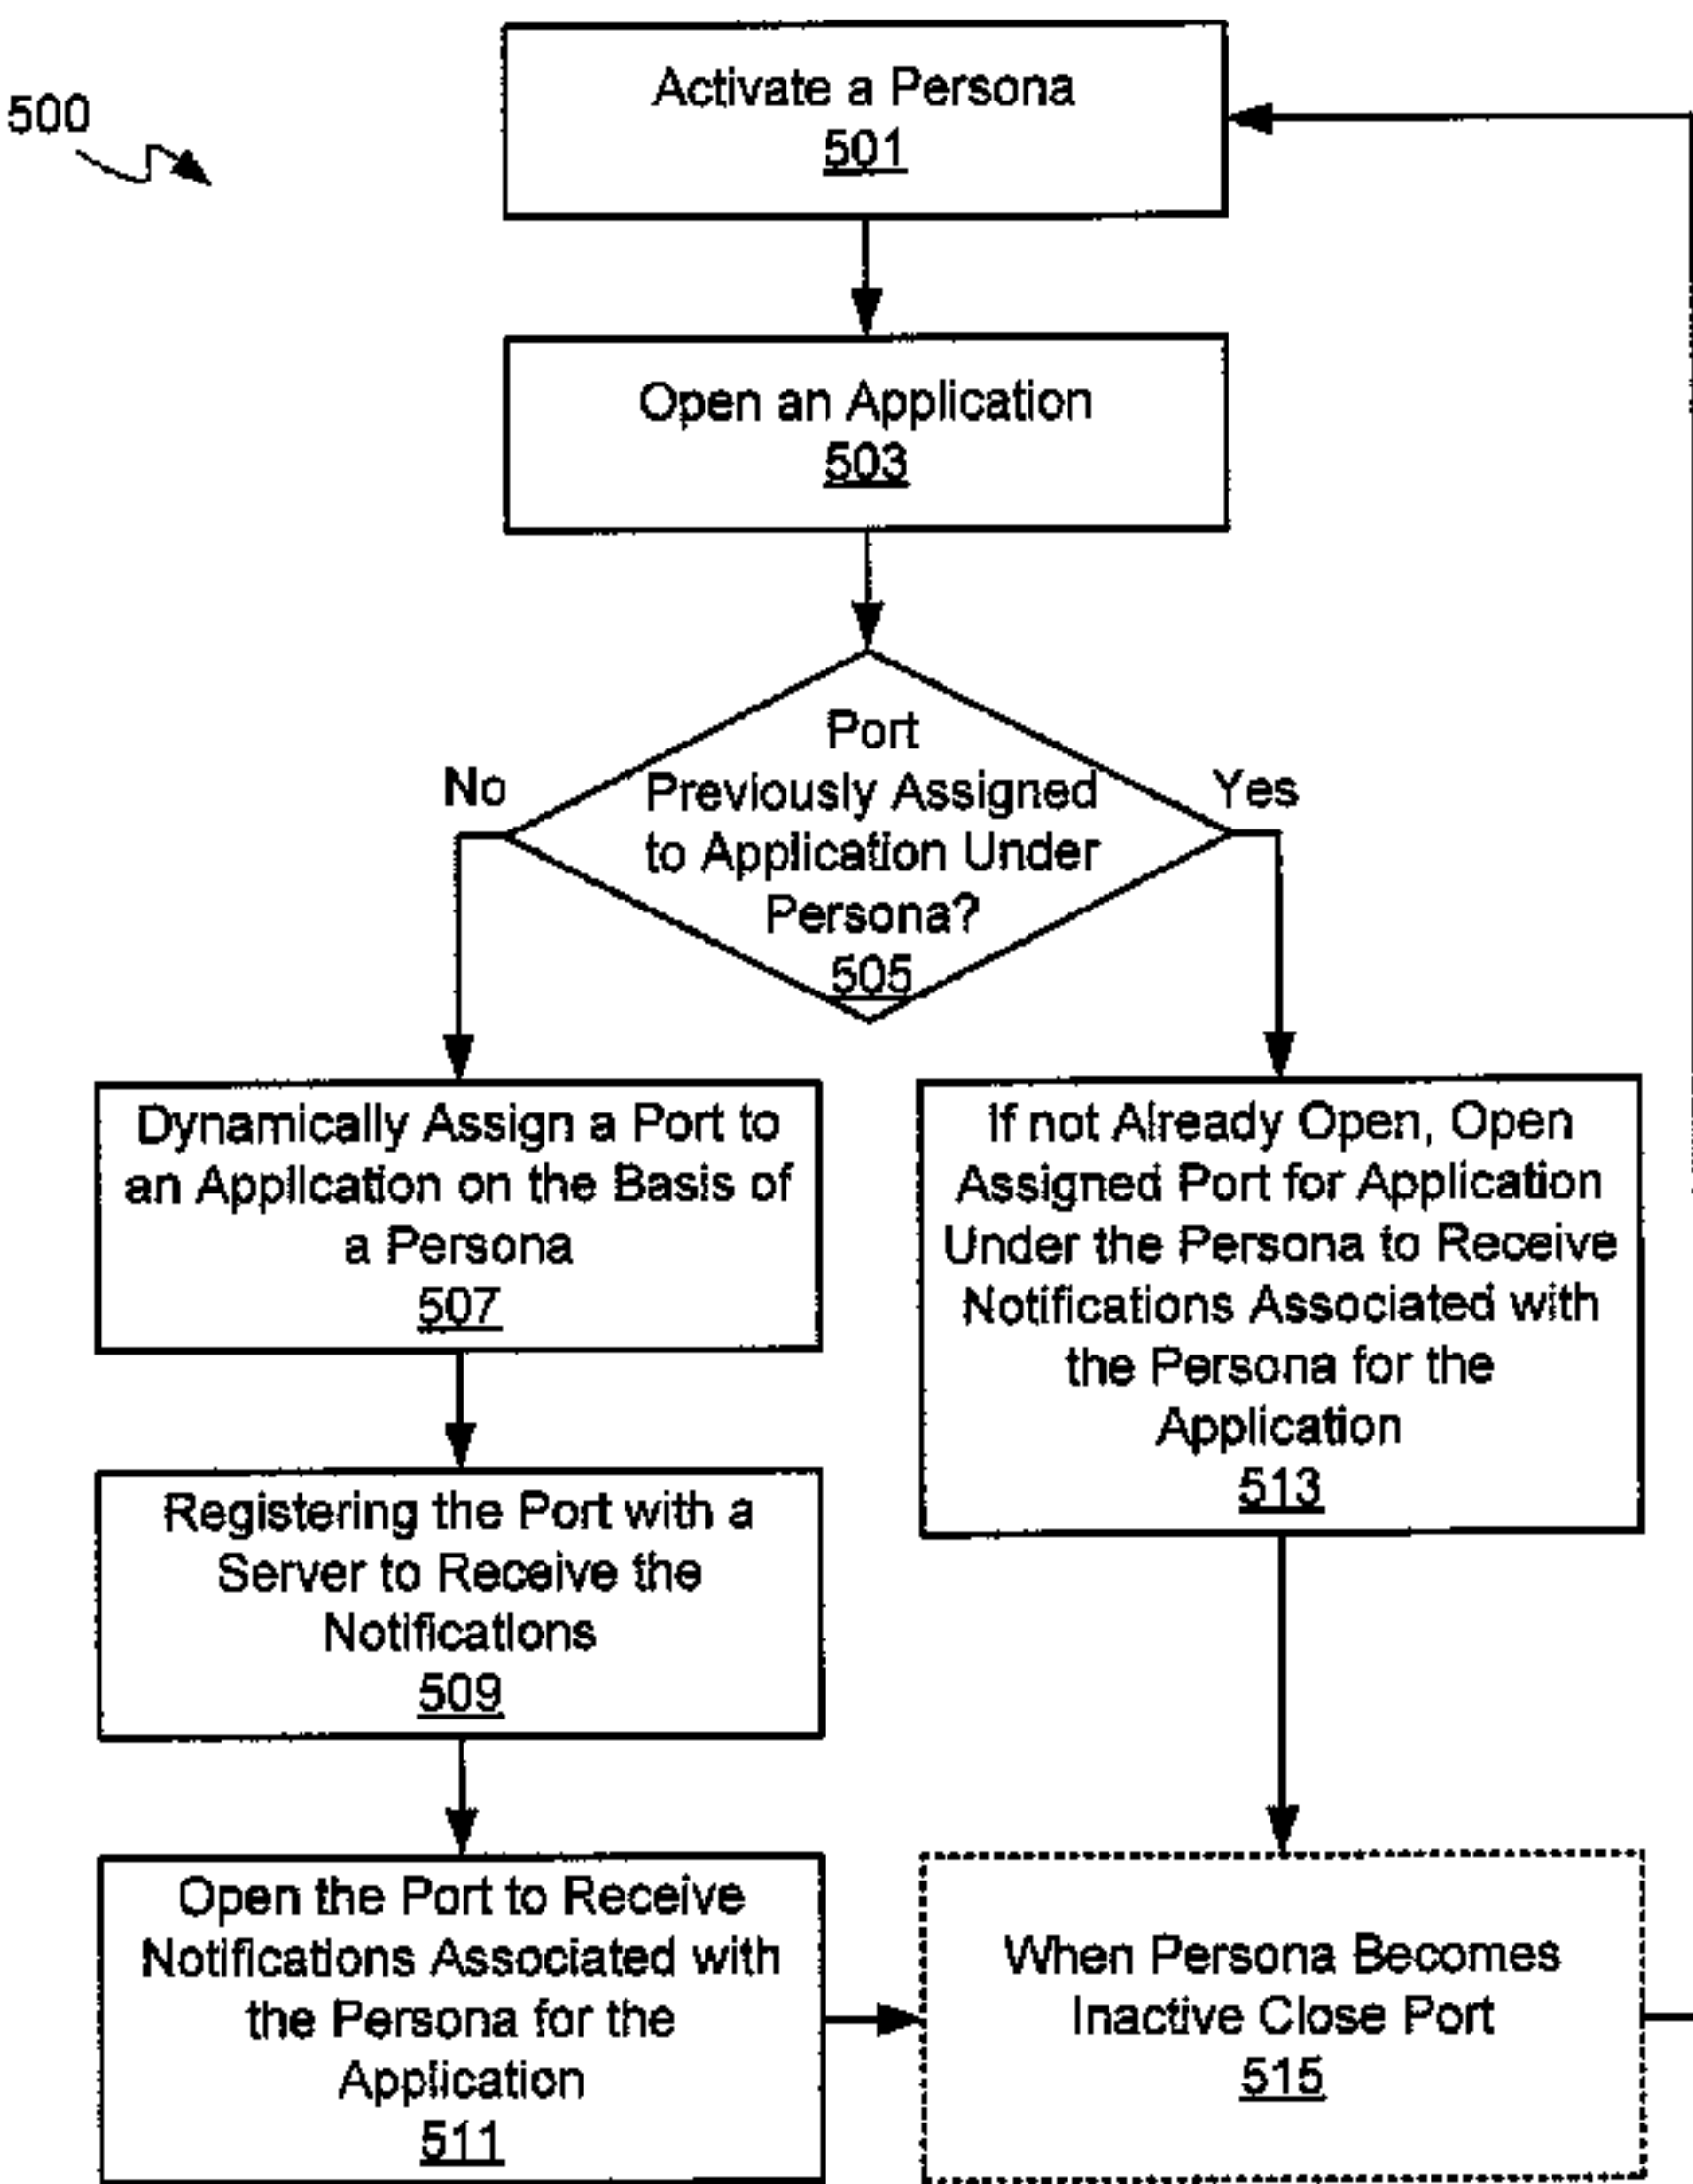 500
Activate a Persona
501
Open an Application
503
Port
Previously Assigned
to Application Under
Persona?
505
No
Yes
Dynamically Assign a Port to
an Application on the Basis of
a Persona
507
Registering the Port with a
Server to Receive the
Notifications
509
Open the Port to Receive
Notifications Associated with
the Persona for the
Application
511
If not Already Open, Open
Assigned Port for Application
Under the Persona to Receive
Notifications Associated with
the Persona for the
Application
513
When Persona Becomes
Inactive Close Port
515